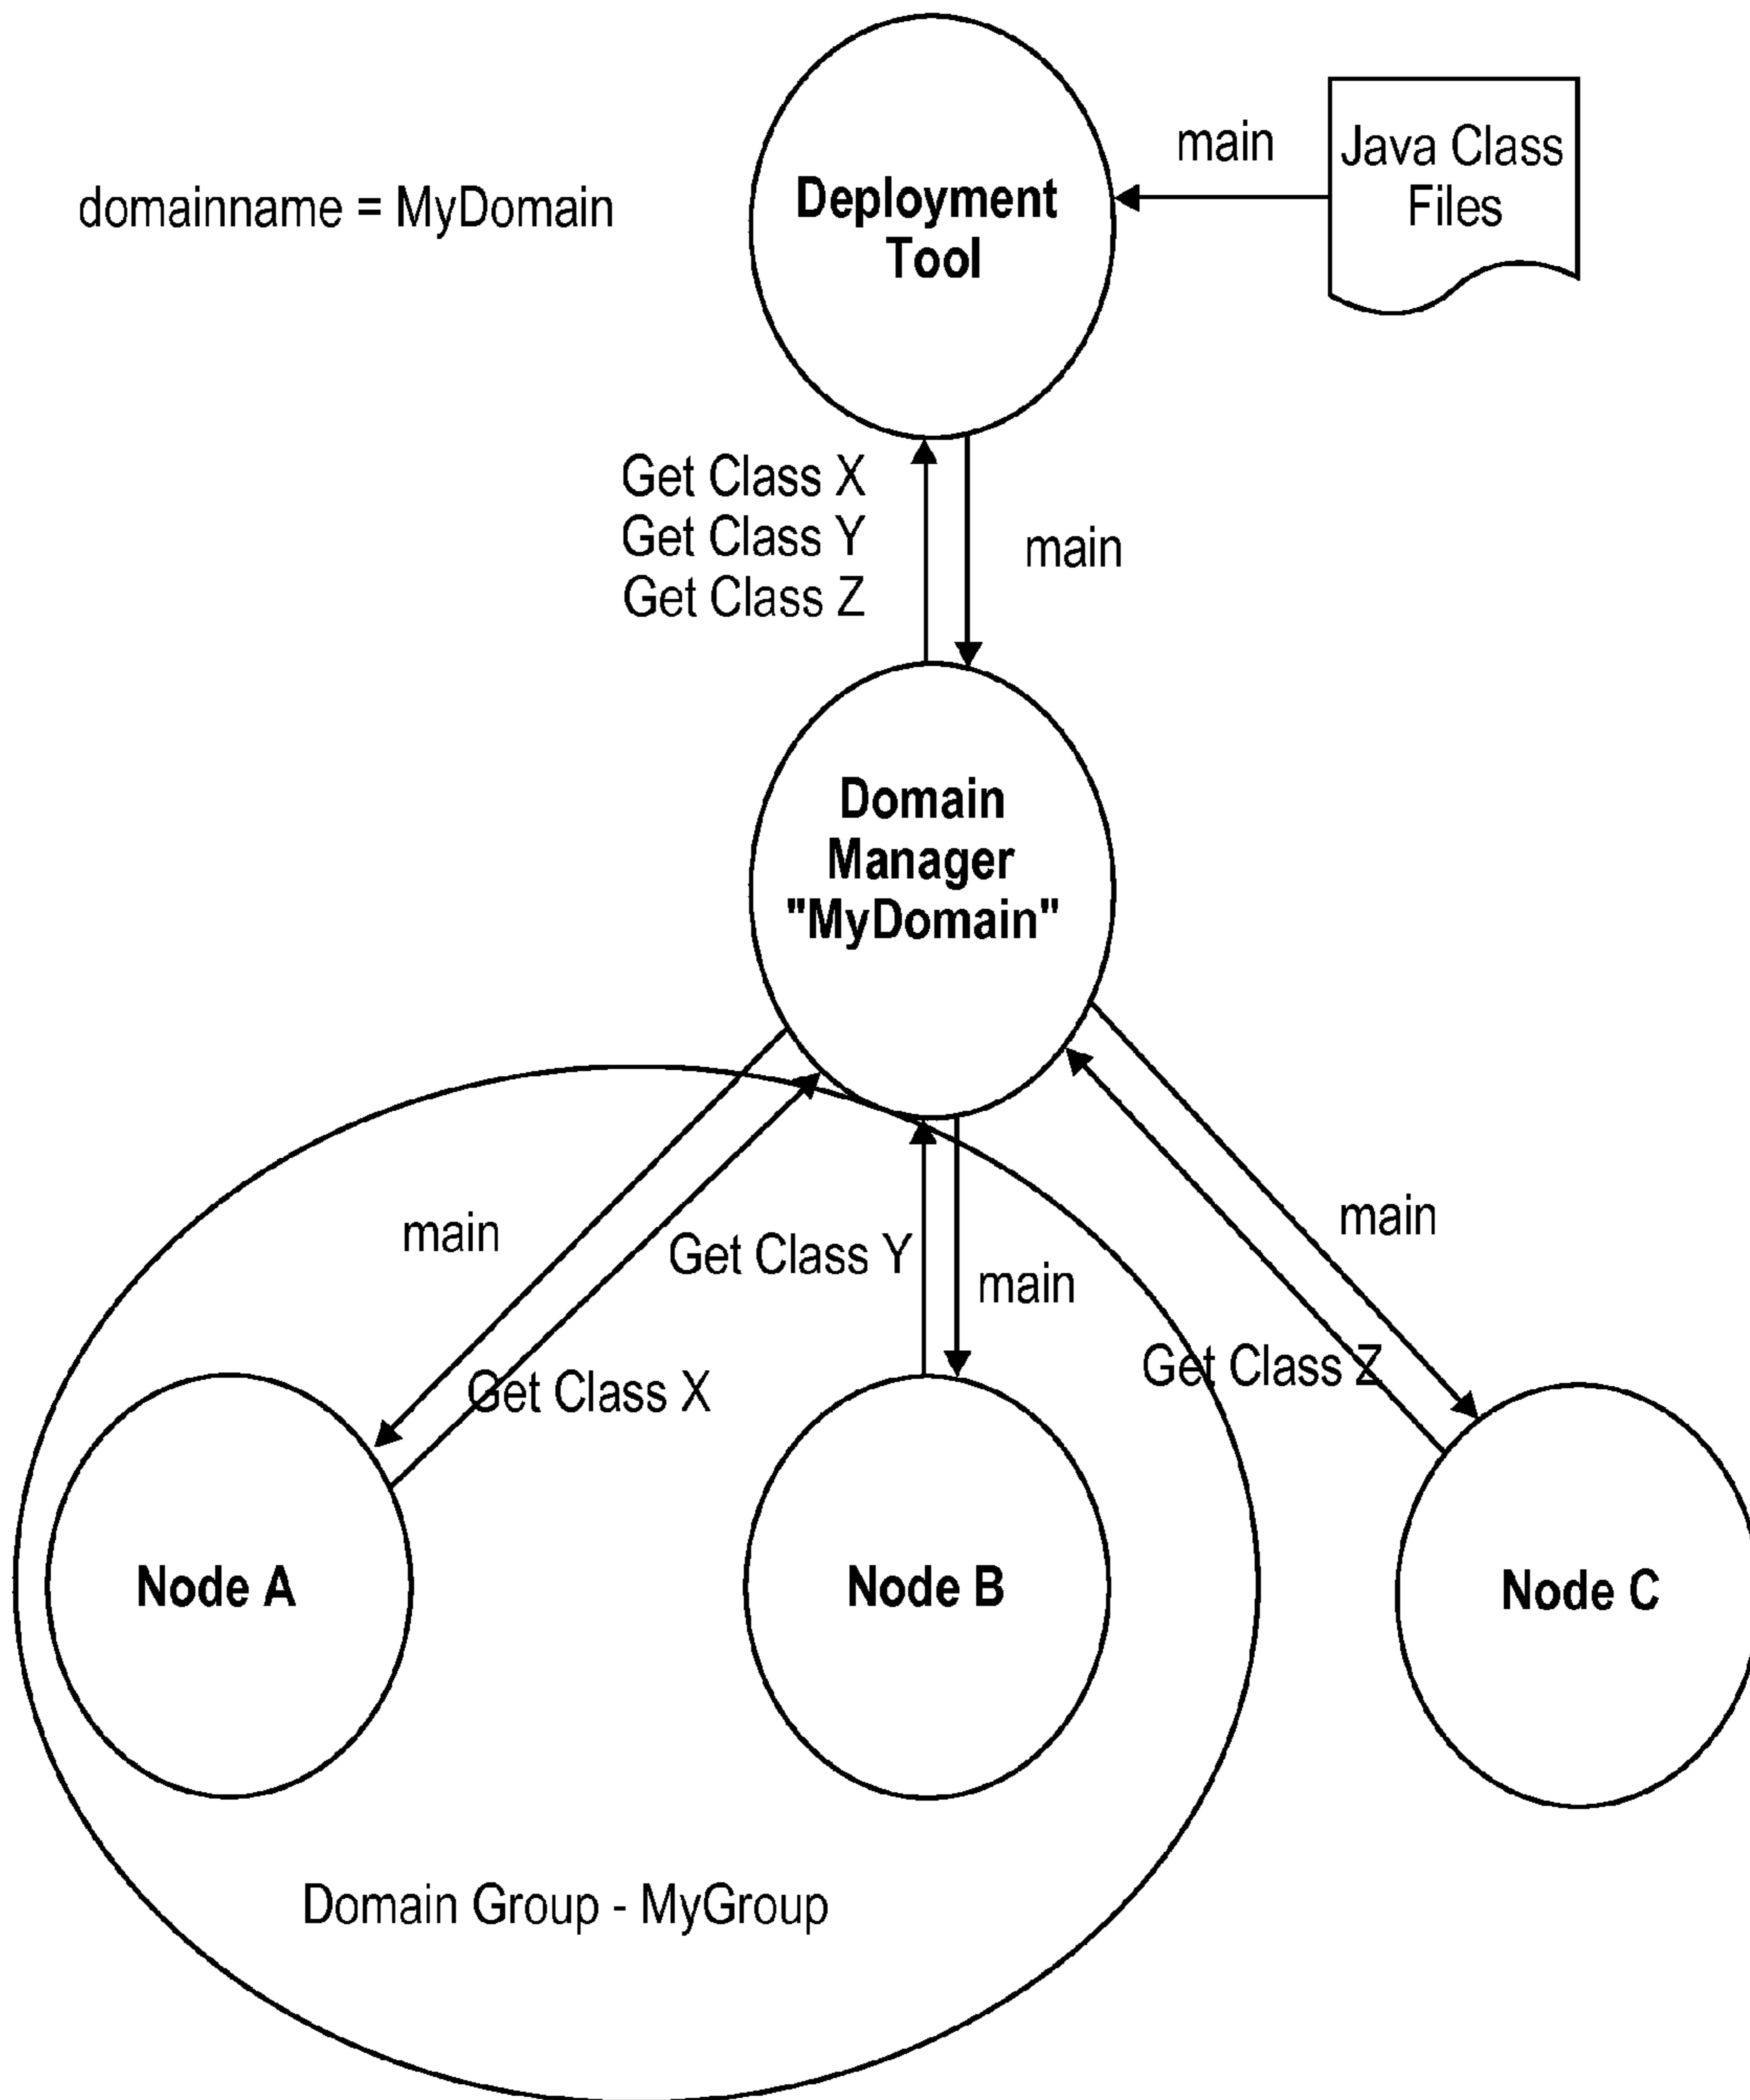 domainname = MyDomain
Deployment
Tool
main
Java Class
Files
Get Class X
Get Class Y
Get Class Z
main
Domain
Manager
"MyDomain"
main
Get Class Y
main
main
Get Class X
Get Class Z
Node A
Node B
Node C
Domain Group - MyGroup